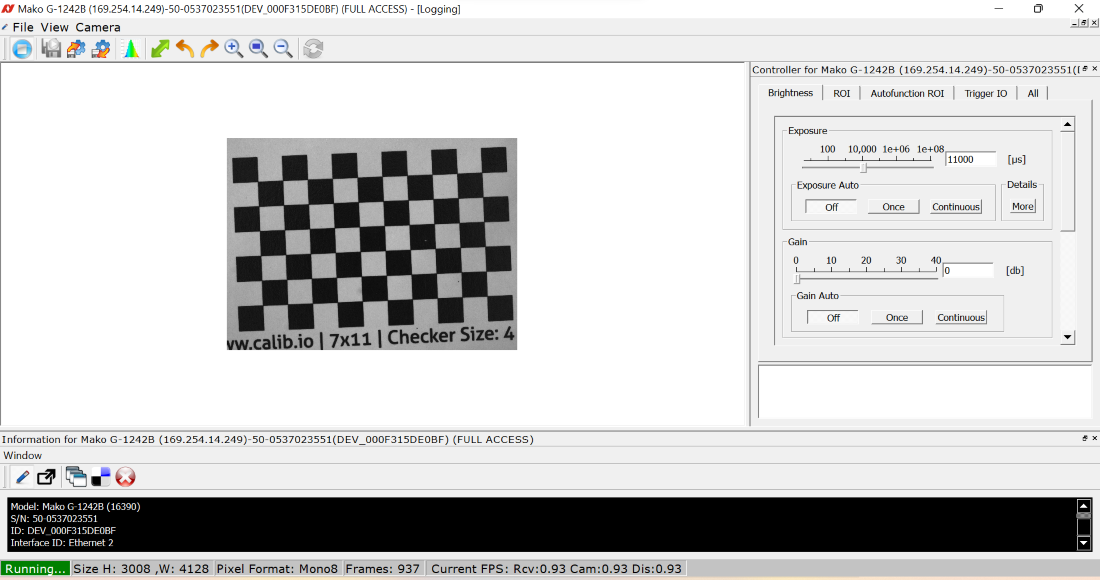 Mako G-1242B (169.254.14.249)-50-0537023551(DEV_000F315DE0BF) (FULL ACCESS) - [Logging]
File View Camera
Controller for Mako G-1242B (169.254.14.249)-50-0537023551([
Brightness ROI Autofunction ROI Trigger IO All
Exposure
100 10,000 1e+06 1e+08
11000 [µs]
Exposure Auto
Off Once Continuous
Details
More
Gain
0 10 20 30 40
0 [db]
Gain Auto
Off Once Continuous
ww.calib.io | 7x11 | Checker Size: 4
Information for Mako G-1242B (169.254.14.249)-50-0537023551(DEV_000F315DE0BF) (FULL ACCESS)
Window
Model: Mako G-1242B (16390)
S/N: 50-0537023551
ID: DEV_000F315DE0BF
Interface ID: Ethernet 2
Running... Size H: 3008 ,W: 4128 Pixel Format: Mono8 Frames: 937 Current FPS: Rcv:0.93 Cam:0.93 Dis:0.93